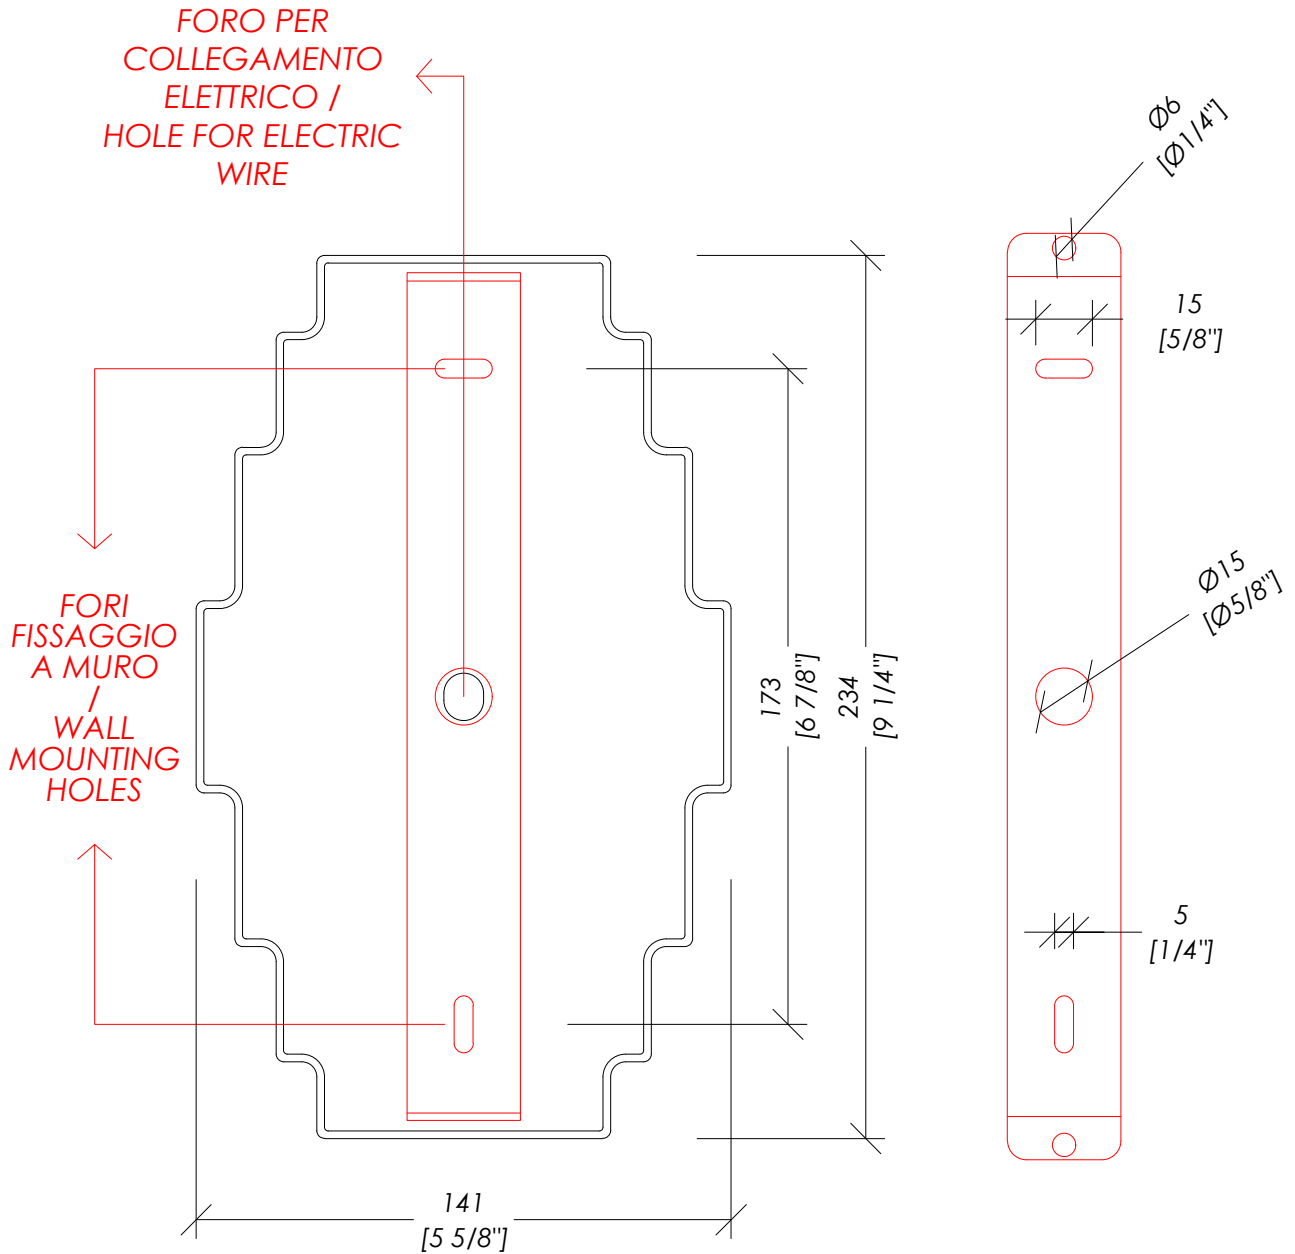 FORO PER
COLLEGAMENTO
ELETTRICO /
HOLE FOR ELECTRIC
WIRE
Ø6
[Ø1/4"]
15
[5/8"]
FORI
FISSAGGIO
A MURO
/
WALL
MOUNTING
HOLES
173
[6 7/8"]
234
[9 1/4"]
Ø15
[Ø5/8"]
5
[1/4"]
141
[5 5/8"]